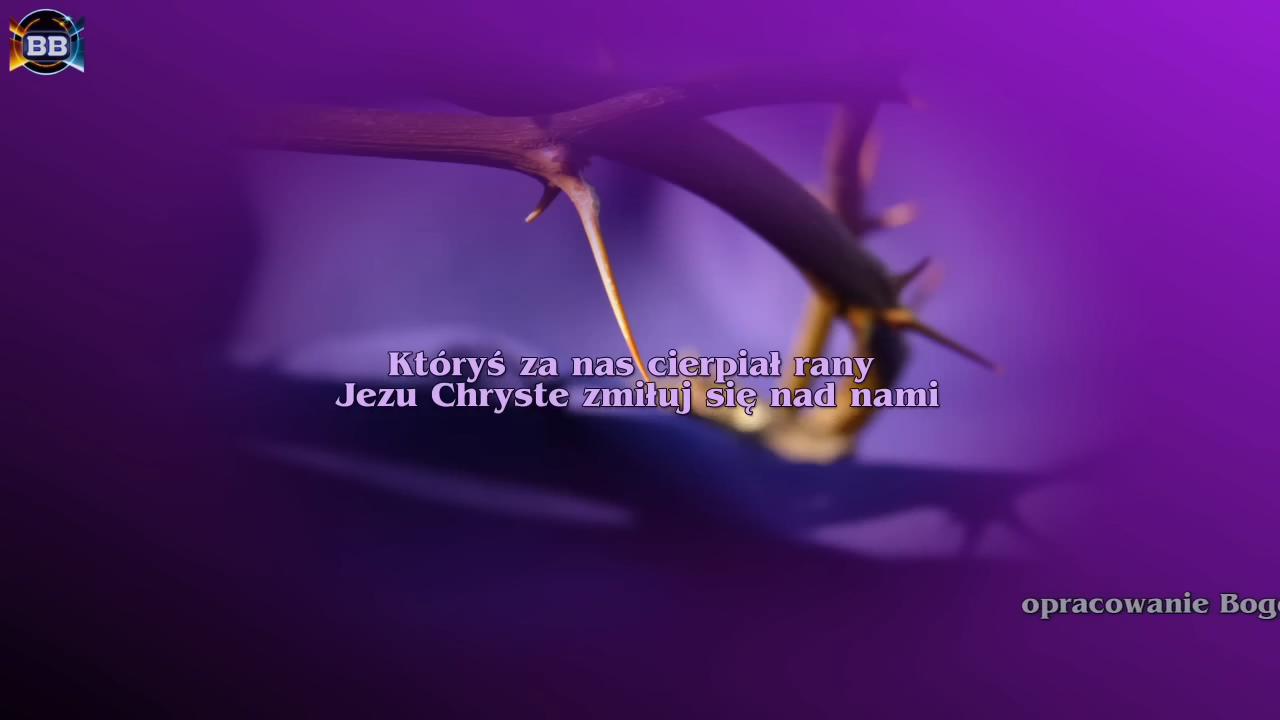 BB
Któryś za nas cierpiał rany
Jezu Chryste zmiłuj się nad nami
opracowanie